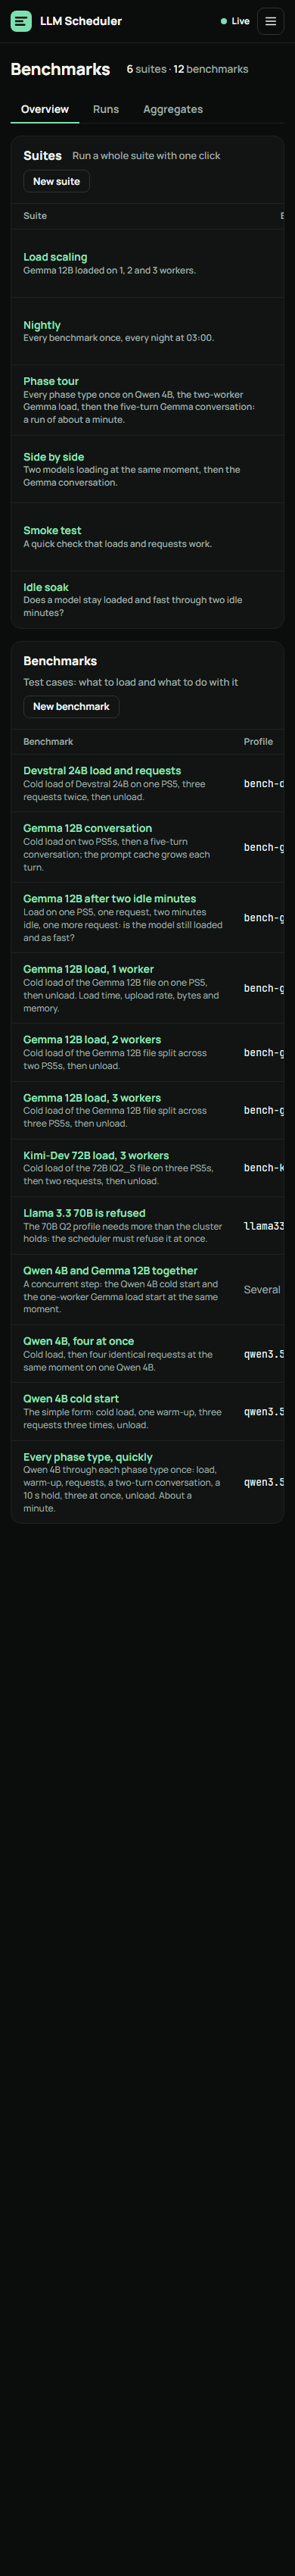 LLM Scheduler
Live
Benchmarks
6 suites · 12 benchmarks
Overview
Runs
Aggregates
Suites
Run a whole suite with one click
New suite
Suite
Load scaling
Gemma 12B loaded on 1, 2 and 3 workers.
Nightly
Every benchmark once, every night at 03:00.
Phase tour
Every phase type once on Qwen 4B, the two-worker
Gemma load, then the five-turn Gemma conversation:
a run of about a minute.
Side by side
Two models loading at the same moment, then the
Gemma conversation.
Smoke test
A quick check that loads and requests work.
Idle soak
Does a model stay loaded and fast through two idle
minutes?
Benchmarks
Test cases: what to load and what to do with it
New benchmark
Benchmark
Profile
Devstral 24B load and requests
Cold load of Devstral 24B on one PS5, three
requests twice, then unload.
Gemma 12B conversation
Cold load on two PS5s, then a five-turn
conversation; the prompt cache grows each
turn.
bench-g
Gemma 12B after two idle minutes
Load on one PS5, one request, two minutes
idle, one more request: is the model still loaded
and as fast?
bench-g
Gemma 12B load, 1 worker
Cold load of the Gemma 12B file on one PS5,
then unload. Load time, upload rate, bytes and
memory.
bench-g
Gemma 12B load, 2 workers
Cold load of the Gemma 12B file split across
two PS5s, then unload.
bench-g
Gemma 12B load, 3 workers
Cold load of the Gemma 12B file split across
three PS5s, then unload.
bench-g
Kimi-Dev 72B load, 3 workers
Cold load of the 72B IQ2_S file on three PS5s,
then two requests, then unload.
bench-k
Llama 3.3 70B is refused
The 70B Q2 profile needs more than the cluster
holds: the scheduler must refuse it at once.
llama33
Qwen 4B and Gemma 12B together
A concurrent step: the Qwen 4B cold start and
the one-worker Gemma load start at the same
moment.
Several
Qwen 4B, four at once
Cold load, then four identical requests at the
same moment on one Qwen 4B.
qwen3.5
Qwen 4B cold start
The simple form: cold load, one warm-up, three
requests three times, unload.
qwen3.5
Every phase type, quickly
Qwen 4B through each phase type once: load,
warm-up, requests, a two-turn conversation, a
10 s hold, three at once, unload. About a
minute.
qwen3.5